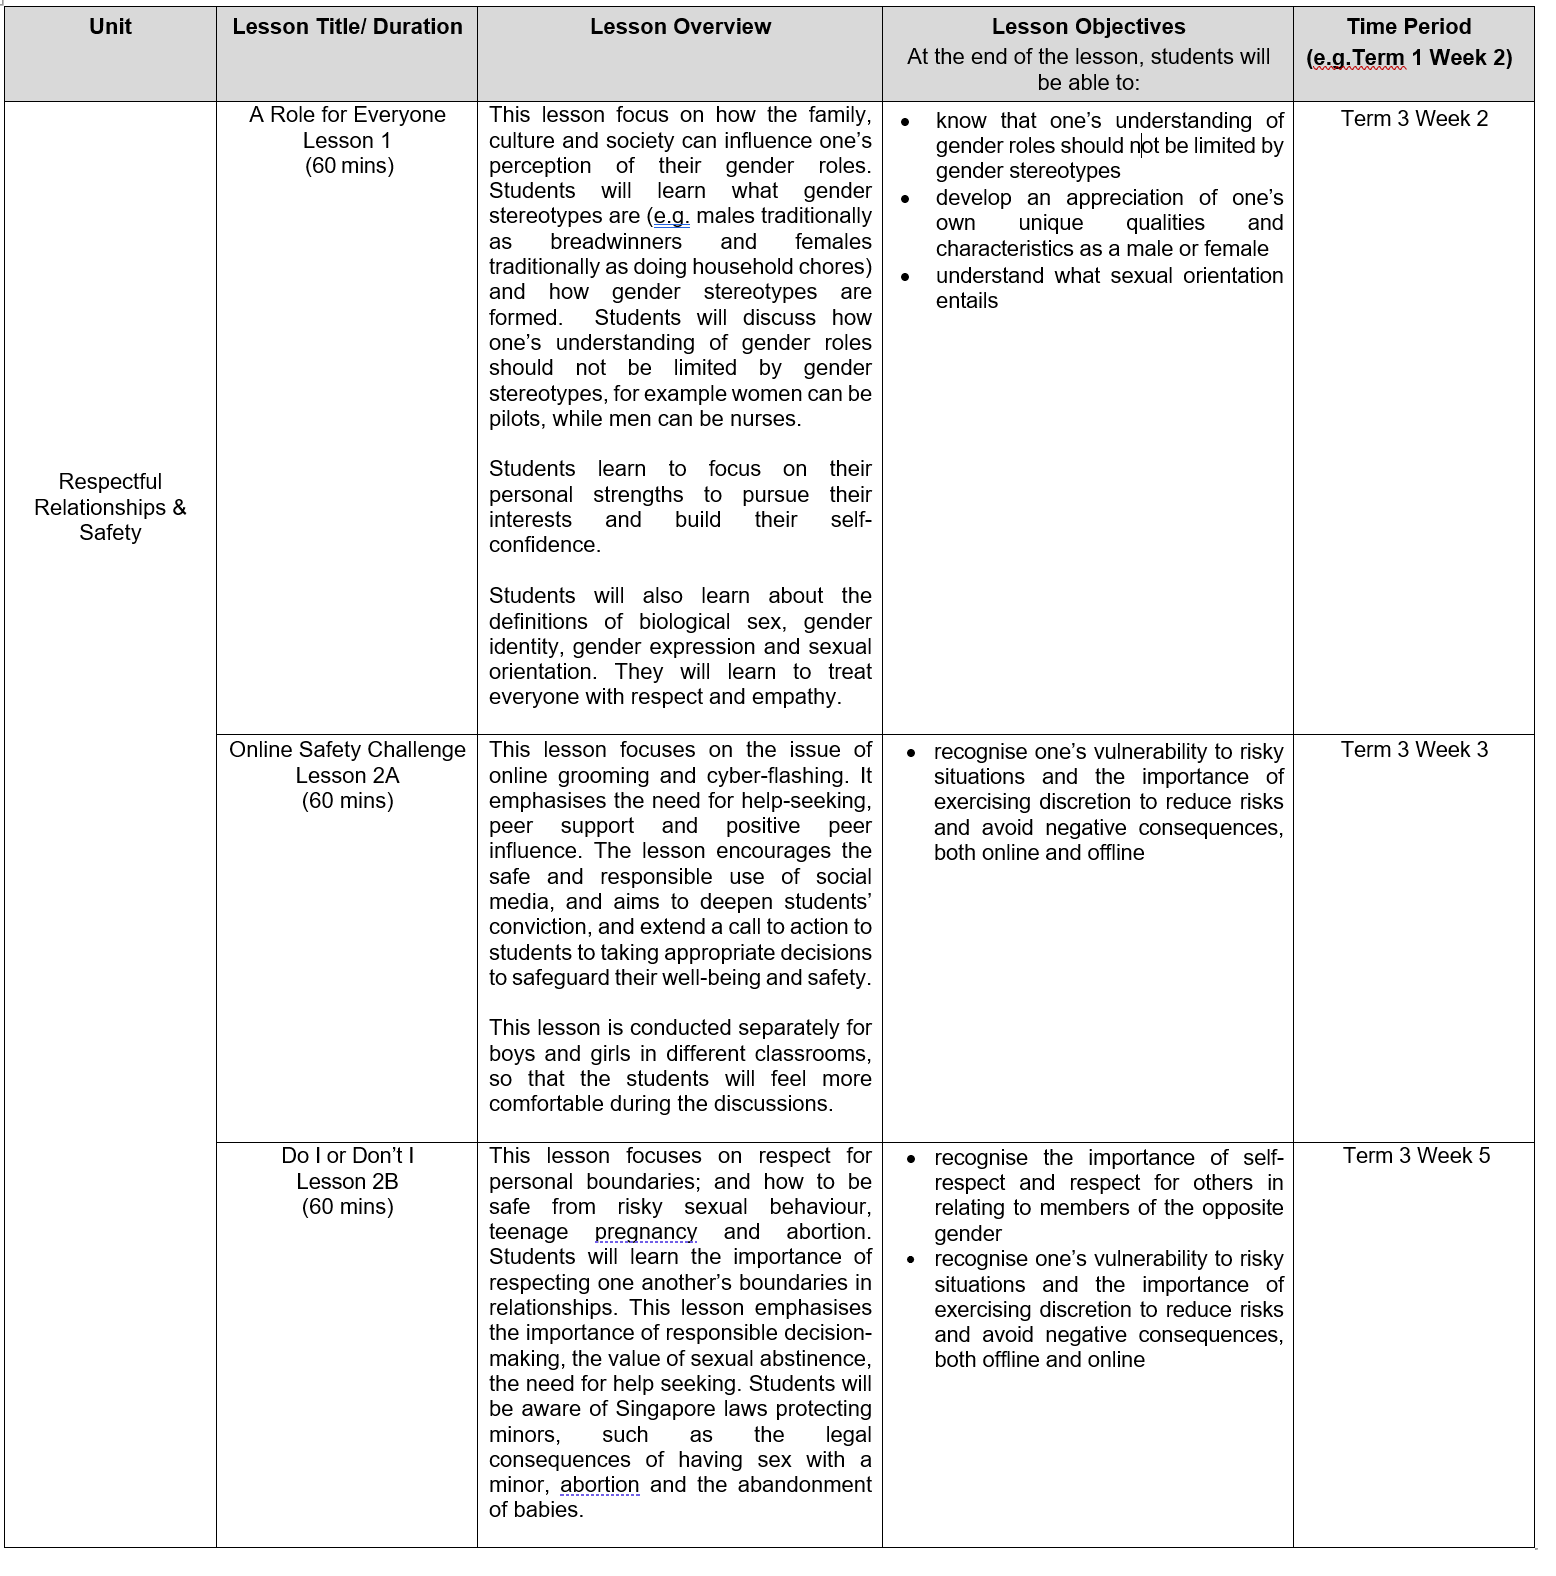 Unit
Lesson Title/ Duration
Lesson Overview
Lesson Objectives
At the end of the lesson, students will
be able to:
Time Period
(e.g.Term 1 Week 2)
Respectful
Relationships &
Safety
A Role for Everyone
Lesson 1
(60 mins)
This lesson focus on how the family,
culture and society can influence one’s
perception of their gender roles.
Students will learn what gender
stereotypes are (e.g. males traditionally
as breadwinners and females
traditionally as doing household chores)
and how gender stereotypes are
formed. Students will discuss how
one’s understanding of gender roles
should not be limited by gender
stereotypes, for example women can be
pilots, while men can be nurses.
Students learn to focus on their
personal strengths to pursue their
interests and build their self-
confidence.
Students will also learn about the
definitions of biological sex, gender
identity, gender expression and sexual
orientation. They will learn to treat
everyone with respect and empathy.
• know that one’s understanding of
gender roles should not be limited by
gender stereotypes
• develop an appreciation of one’s
own unique qualities and
characteristics as a male or female
• understand what sexual orientation
entails
Term 3 Week 2
Online Safety Challenge
Lesson 2A
(60 mins)
This lesson focuses on the issue of
online grooming and cyber-flashing. It
emphasises the need for help-seeking,
peer support and positive peer
influence. The lesson encourages the
safe and responsible use of social
media, and aims to deepen students’
conviction, and extend a call to action to
students to taking appropriate decisions
to safeguard their well-being and safety.
This lesson is conducted separately for
boys and girls in different classrooms,
so that the students will feel more
comfortable during the discussions.
• recognise one’s vulnerability to risky
situations and the importance of
exercising discretion to reduce risks
and avoid negative consequences,
both online and offline
Term 3 Week 3
Do I or Don’t I
Lesson 2B
(60 mins)
This lesson focuses on respect for
personal boundaries; and how to be
safe from risky sexual behaviour,
teenage pregnancy and abortion.
Students will learn the importance of
respecting one another’s boundaries in
relationships. This lesson emphasises
the importance of responsible decision-
making, the value of sexual abstinence,
the need for help seeking. Students will
be aware of Singapore laws protecting
minors, such as the legal
consequences of having sex with a
minor, abortion and the abandonment
of babies.
• recognise the importance of self-
respect and respect for others in
relating to members of the opposite
gender
• recognise one’s vulnerability to risky
situations and the importance of
exercising discretion to reduce risks
and avoid negative consequences,
both offline and online
Term 3 Week 5